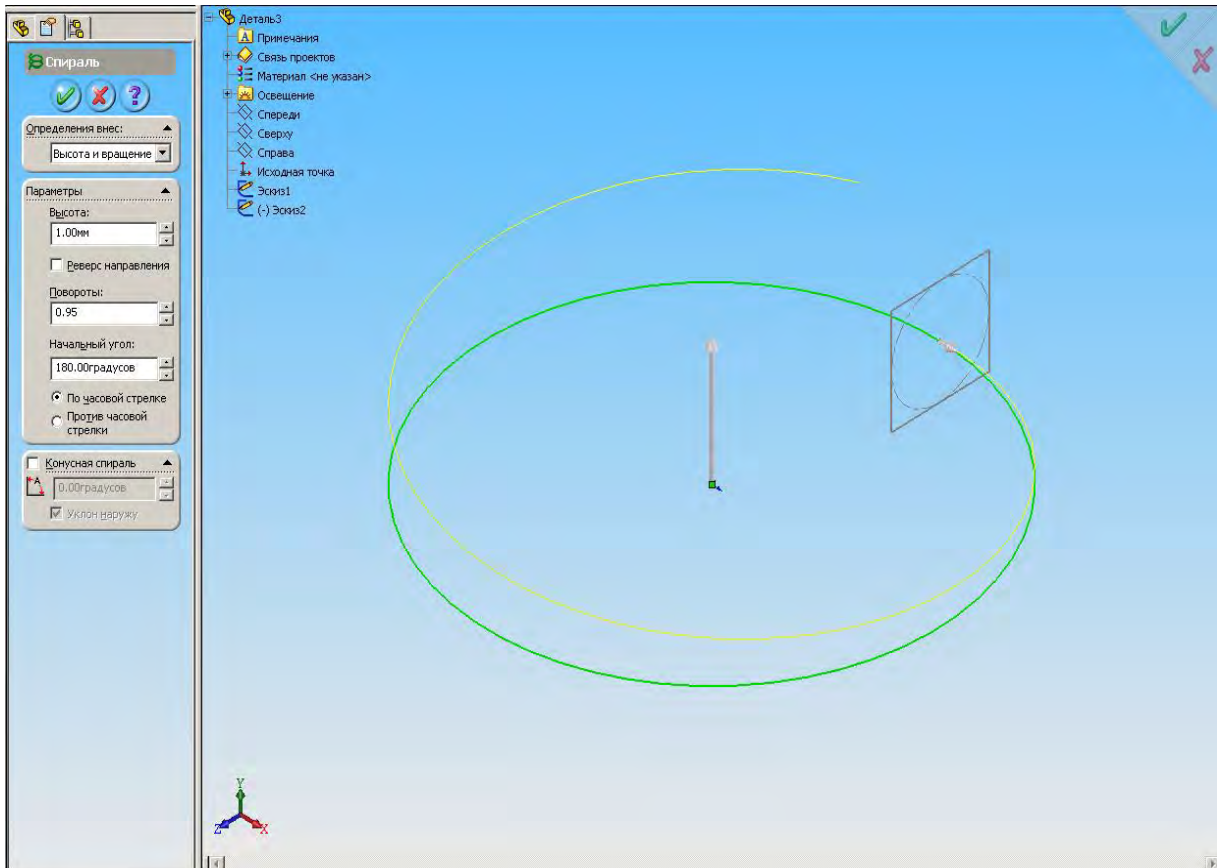 Спираль
?
Определения внес:
Высота и вращение
Параметры
Высота:
1.00мм
Реверс направления
Повороты:
0.95
Начальный угол:
180.00градусов
По часовой стрелке
Против часовой
стрелки
Конусная спираль
A
0.00градусов
Уклон наружу
Деталь3
A Примечания
Связь проектов
Материал <не указан>
Освещение
Спереди
Сверху
Справа
Исходная точка
Эскиз1
(-) Эскиз2
Y
Z
X